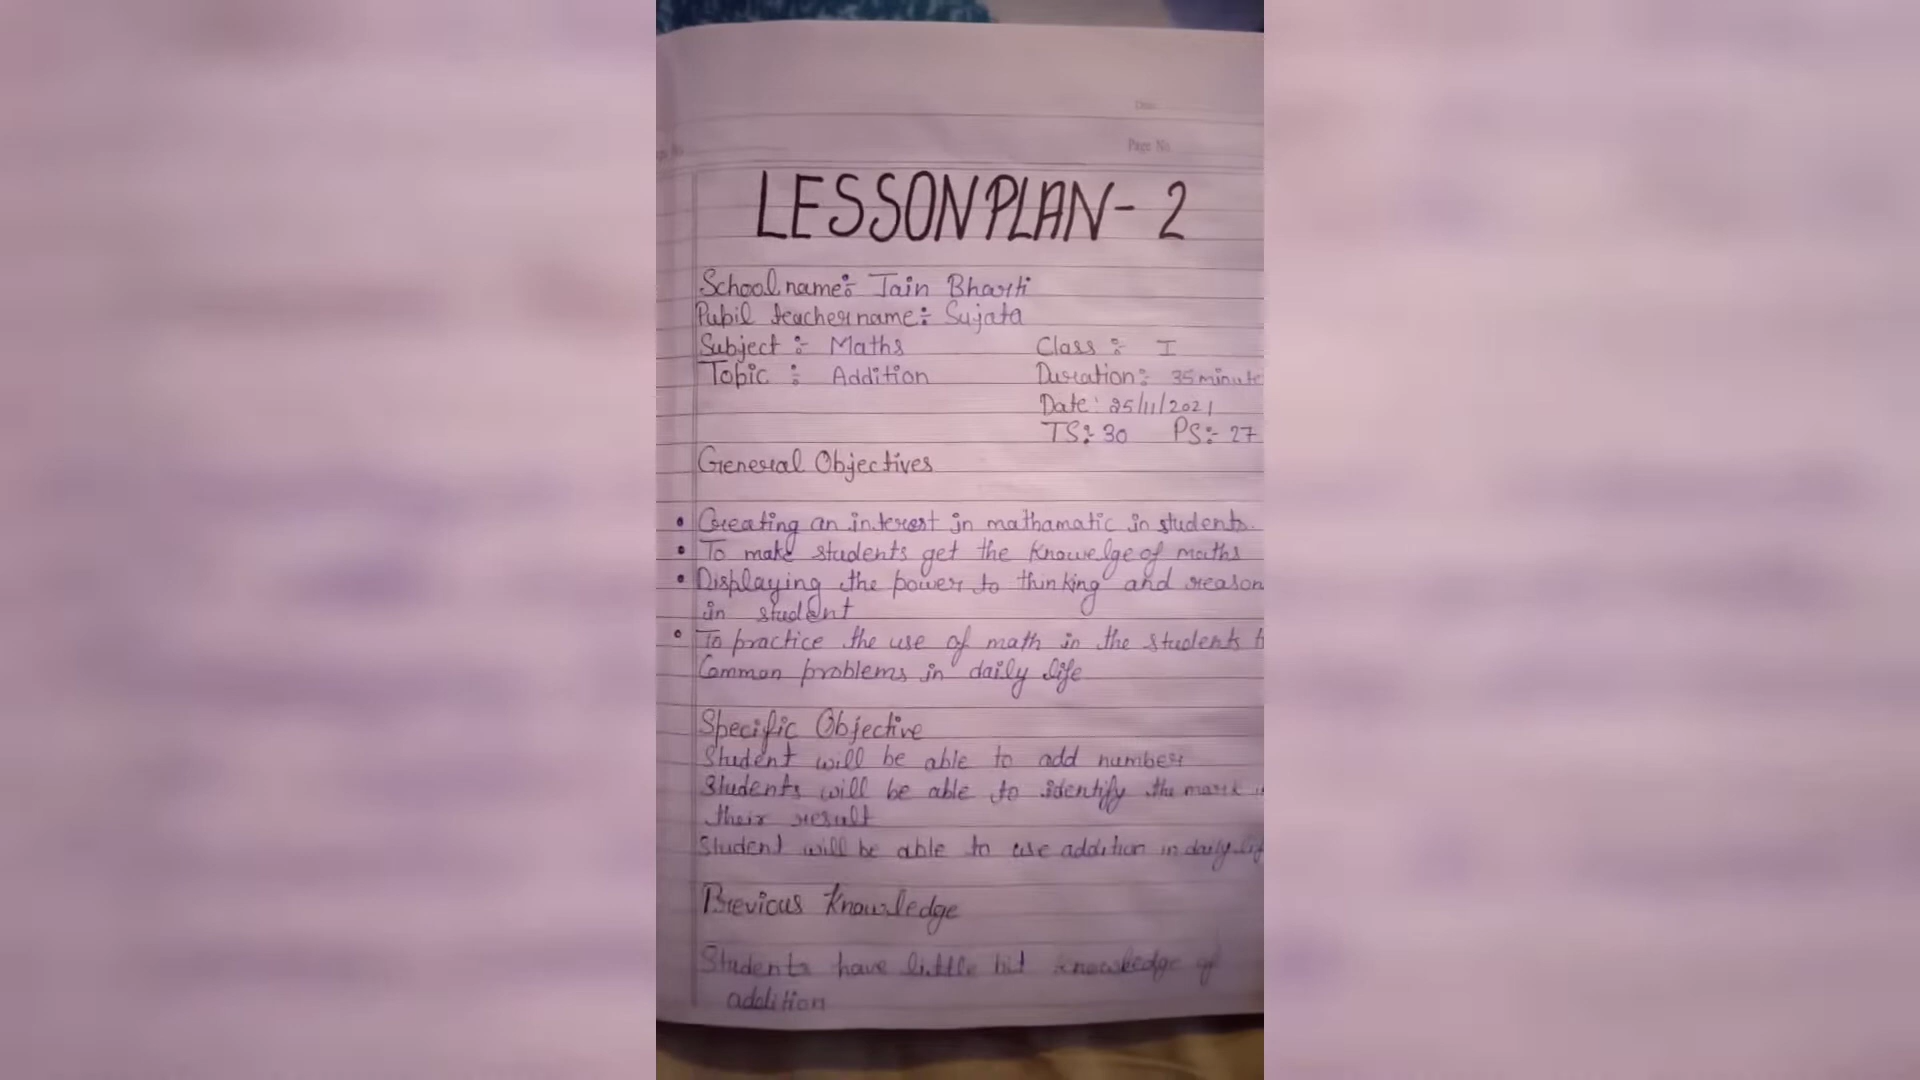 Date
Page No
LESSON PLAN - 2
School name:- Jain Bharti
Pupil teacher name:- Sujata
Subject :- Maths Class :- I
Topic : Addition Duration:- 35 minute
Date: 25/11/2021
TS:- 30 PS:- 27
General Objectives
• Creating an interest in mathamatic in students.
• To make students get the knowelge of maths
• Displaying the power to thinking and reason
in student
• To practice the use of math in the students
Common problems in daily life
Specific Objective
Student will be able to add number
Students will be able to identify the mark
their result
Student will be able to use addition in daily
Previous Knowledge
Students have little bit knowledge of
addition